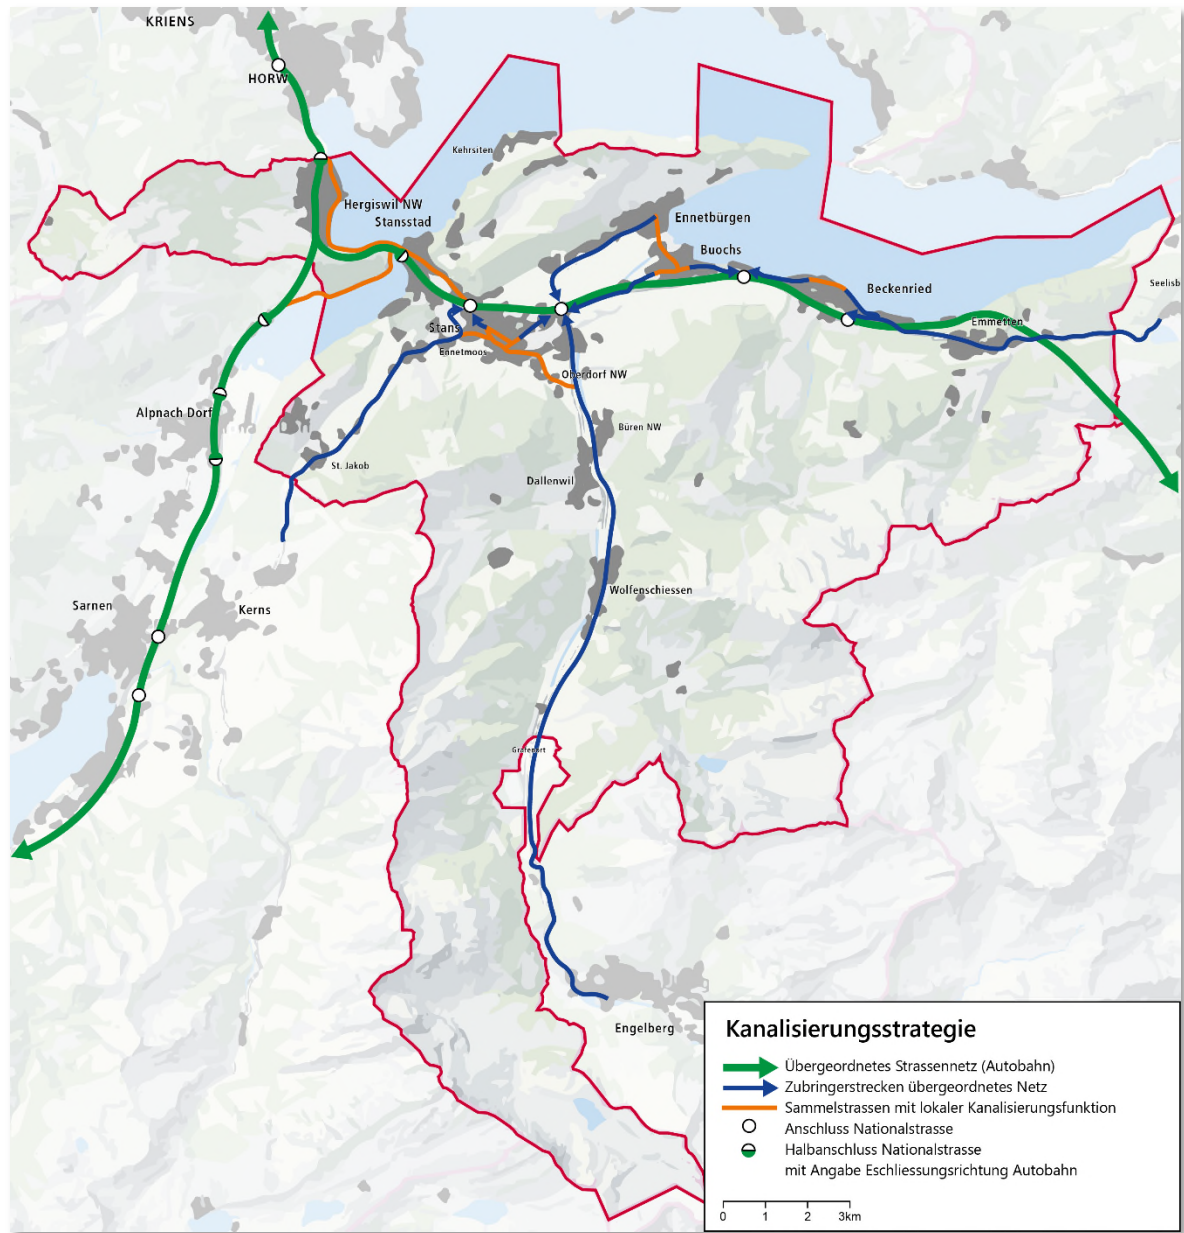 KRIENS
HORW
Kehrsiten
Hergiswil NW
Stansstad
Ennetbürgen
Buochs
Beckenried
Seelisb
Emmetten
Stans
Ennetmoos
Oberdorf NW
Alpnach Dorf
Büren NW
St. Jakob
Dallenwil
Wolfenschiessen
Sarnen
Kerns
Grafenort
Engelberg
Kanalisierungsstrategie
Übergeordnetes Strassennetz (Autobahn)
Zubringerstrecken übergeordnetes Netz
Sammelstrassen mit lokaler Kanalisierungsfunktion
Anschluss Nationalstrasse
Halbanschluss Nationalstrasse
mit Angabe Eschliessungsrichtung Autobahn
0 1 2 3km